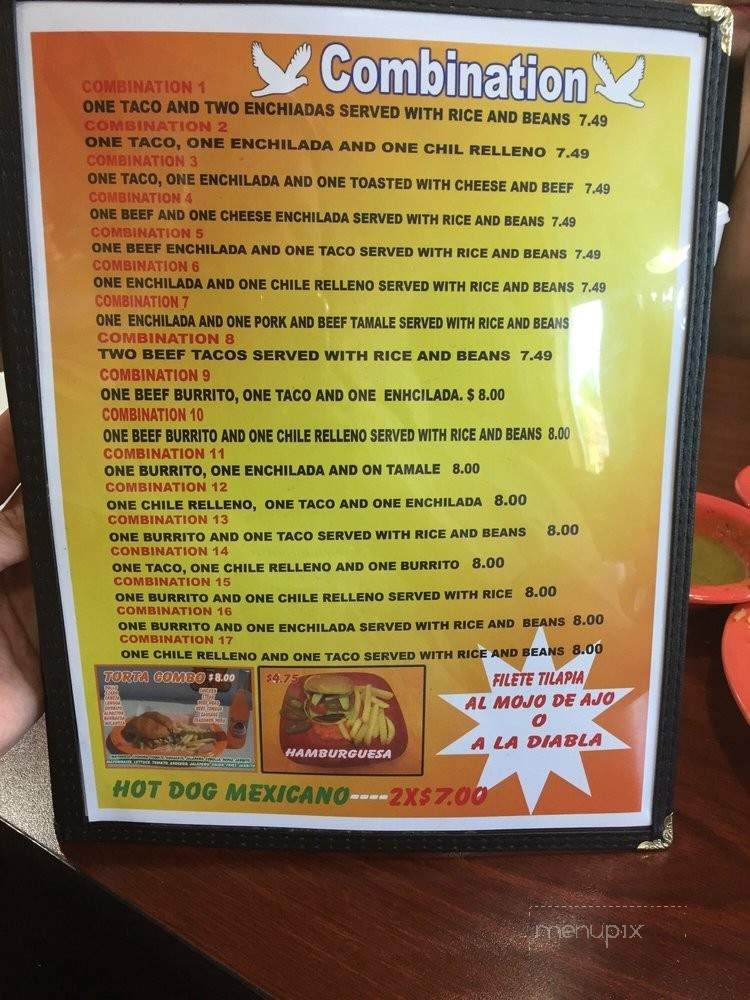 Combination
COMBINATION 1
ONE TACO AND TWO ENCHIADAS SERVED WITH RICE AND BEANS 7.49
COMBINATION 2
ONE TACO, ONE ENCHILADA AND ONE CHIL RELLENO 7.49
COMBINATION 3
ONE TACO, ONE ENCHILADA AND ONE TOASTED WITH CHEESE AND BEEF 7.49
COMBINATION 4
ONE BEEF AND ONE CHEESE ENCHILADA SERVED WITH RICE AND BEANS 7.49
COMBINATION 5
ONE BEEF ENCHILADA AND ONE TACO SERVED WITH RICE AND BEANS 7.49
COMBINATION 6
ONE ENCHILADA AND ONE CHILE RELLENO SERVED WITH RICE AND BEANS 7.49
COMBINATION 7
ONE ENCHILADA AND ONE PORK AND BEEF TAMALE SERVED WITH RICE AND BEANS
COMBINATION 8
TWO BEEF TACOS SERVED WITH RICE AND BEANS 7.49
COMBINATION 9
ONE BEEF BURRITO, ONE TACO AND ONE ENHCILADA. $ 8.00
COMBINATION 10
ONE BEEF BURRITO AND ONE CHILE RELLENO SERVED WITH RICE AND BEANS 8.00
COMBINATION 11
ONE BURRITO, ONE ENCHILADA AND ON TAMALE 8.00
COMBINATION 12
ONE CHILE RELLENO, ONE TACO AND ONE ENCHILADA 8.00
COMBINATION 13
ONE BURRITO AND ONE TACO SERVED WITH RICE AND BEANS 8.00
CONBINATION 14
ONE TACO, ONE CHILE RELLENO AND ONE BURRITO 8.00
COMBINATION 15
ONE BURRITO AND ONE CHILE RELLENO SERVED WITH RICE 8.00
COMBINATION 16
ONE BURRITO AND ONE ENCHILADA SERVED WITH RICE AND BEANS 8.00
COMBINATION 17
ONE CHILE RELLENO AND ONE TACO SERVED WITH RICE AND BEANS 8.00
TORTA COMBO $8.00
$4.75
HAMBURGUESA
FILETE TILAPIA
AL MOJO DE AJO
O
A LA DIABLA
HOT DOG MEXICANO----2X$7.00
menupix